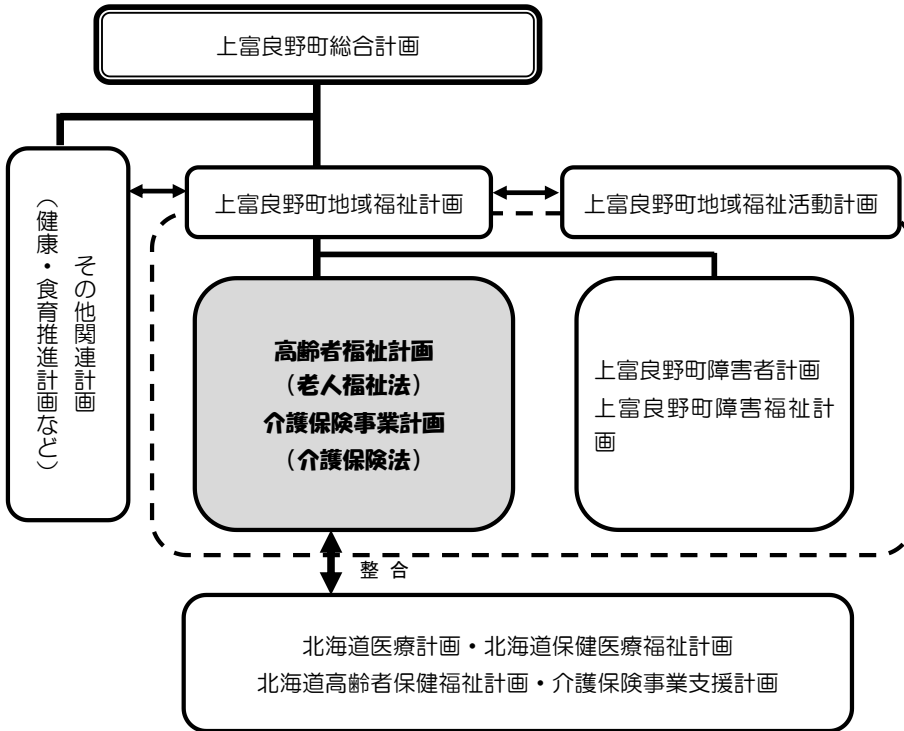 上富良野町総合計画
上富良野町地域福祉計画
上富良野町地域福祉活動計画
その他関連計画
（健康・食育推進計画など）
高齢者福祉計画
（老人福祉法）
介護保険事業計画
（介護保険法）
上富良野町障害者計画
上富良野町障害福祉計
画
整 合
北海道医療計画・北海道保健医療福祉計画
北海道高齢者保健福祉計画・介護保険事業支援計画